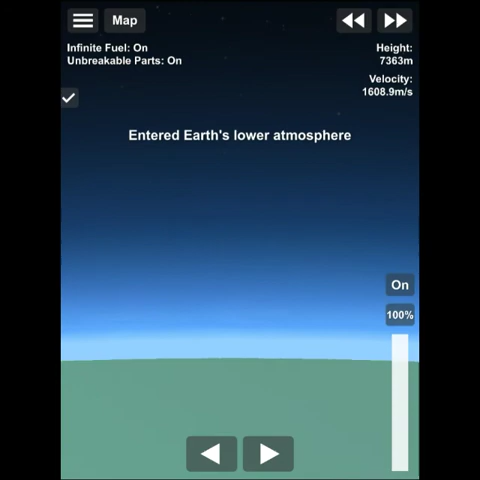 Map
Infinite Fuel: On
Unbreakable Parts: On
Height:
7363m
Velocity:
1608.9m/s
Entered Earth's lower atmosphere
On
100%